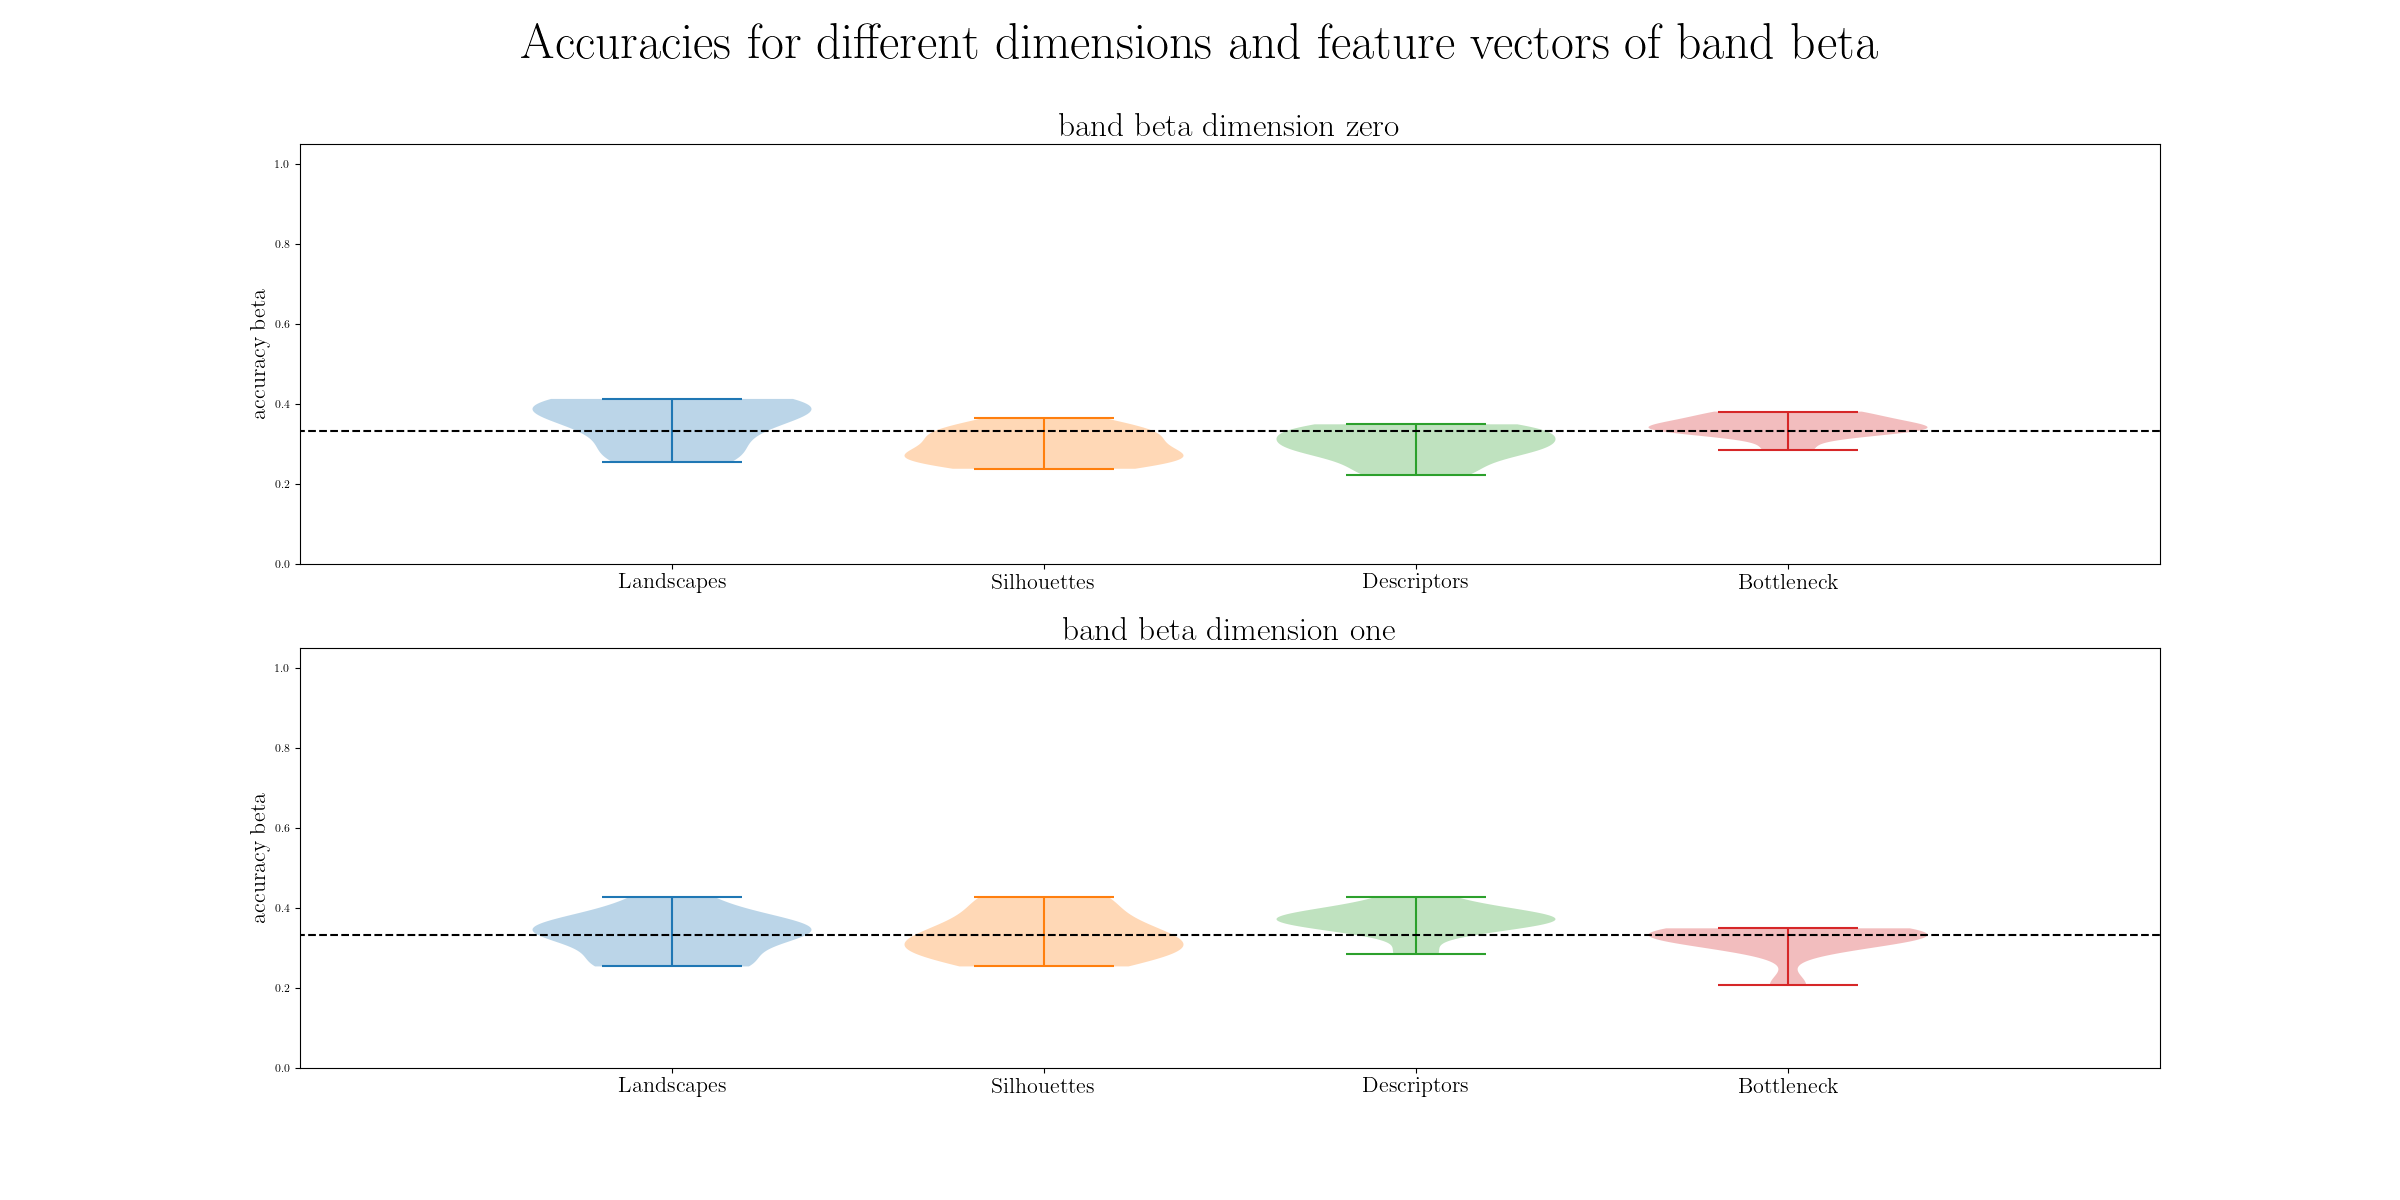 Accuracies for different dimensions and feature vectors of band beta
band beta dimension zero
1.0
0.8
0.6
0.4
0.2
0.0
accuracy beta
Landscapes Silhouettes Descriptors Bottleneck
band beta dimension one
1.0
0.8
0.6
0.4
0.2
0.0
accuracy beta
Landscapes Silhouettes Descriptors Bottleneck